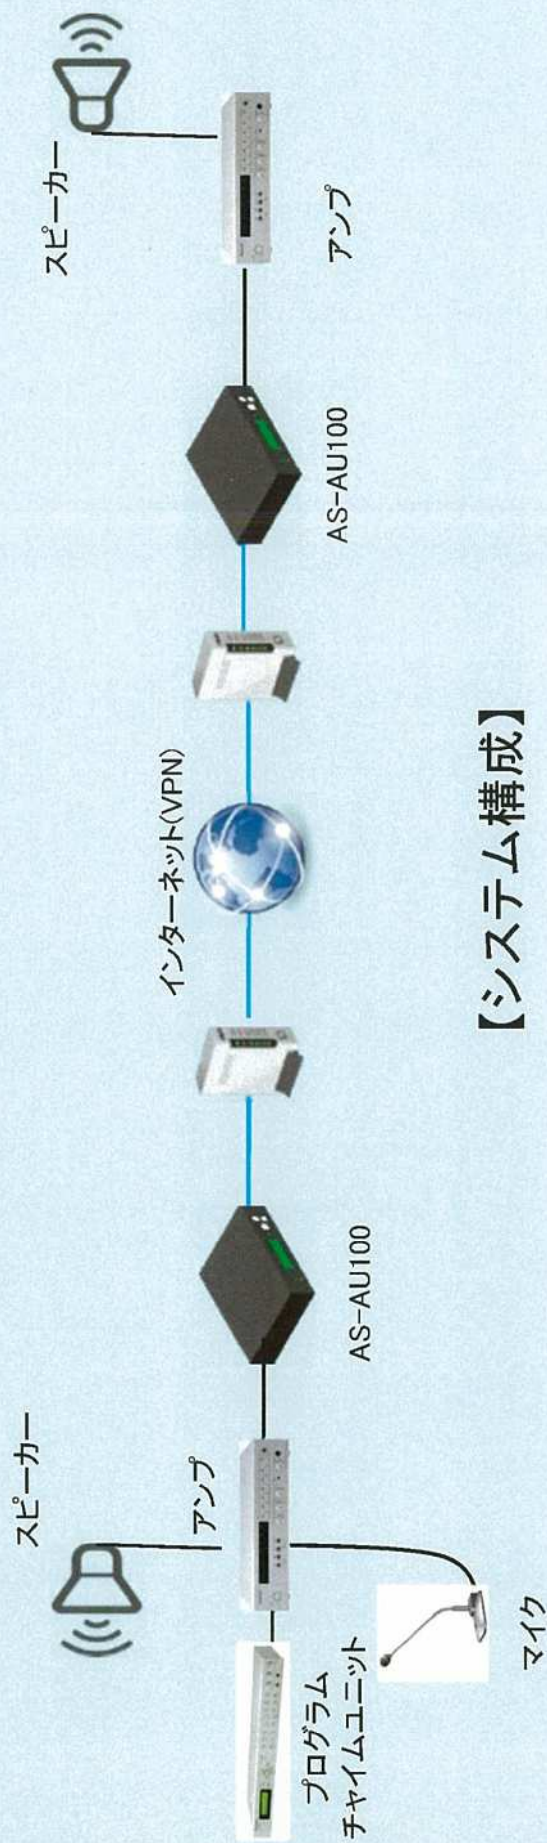 スピーカー
アンプ
プログラム
チャイムユニット
マイク
AS-AU100
インターネット(VPN)
AS-AU100
スピーカー
アンプ
【システム構成】